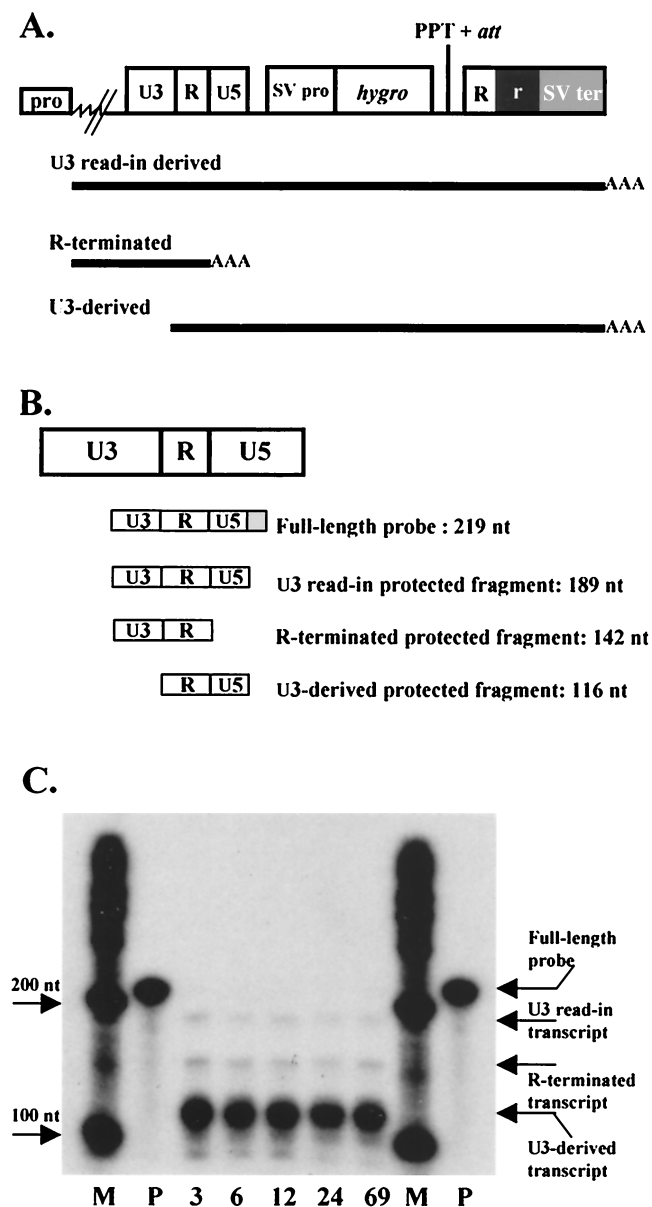 A.
PPT + att
pro
U3 R U5 SV pro hygro R r SV ter
U3 read-in derived
AAA
R-terminated
AAA
U3-derived
AAA
B.
U3 R U5
U3 R U5 Full-length probe : 219 nt
U3 R U5 U3 read-in protected fragment: 189 nt
U3 R R-terminated protected fragment: 142 nt
R U5 U3-derived protected fragment: 116 nt
C.
200 nt
100 nt
Full-length
probe
U3 read-in
transcript
R-terminated
transcript
U3-derived
transcript
M P 3 6 12 24 69 M P